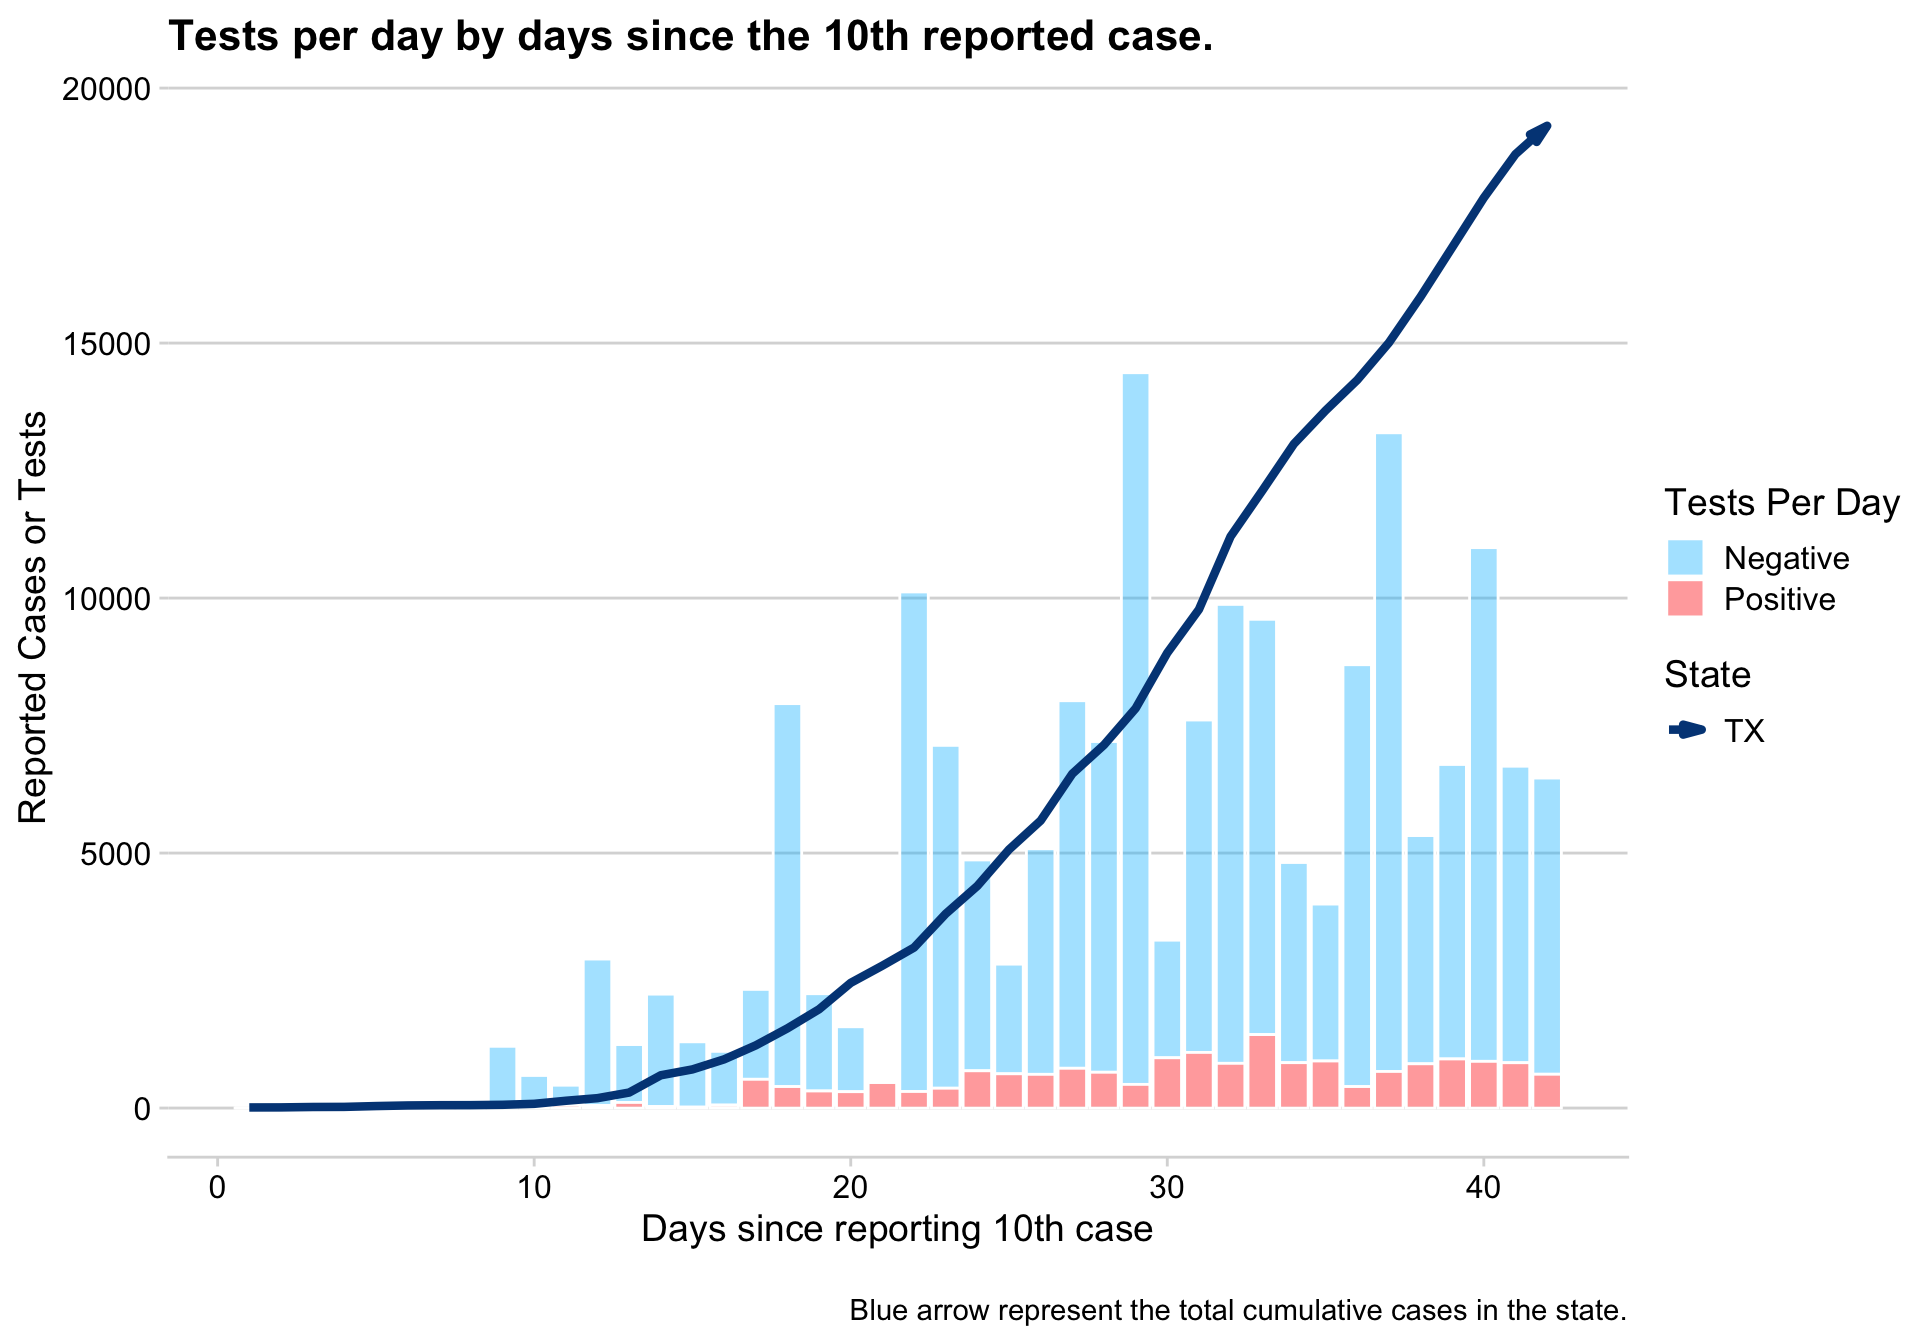 Tests per day by days since the 10th reported case.
20000
15000
10000
5000
0
Reported Cases or Tests
0 10 20 30 40
Days since reporting 10th case
Tests Per Day
Negative
Positive
State
TX
Blue arrow represent the total cumulative cases in the state.